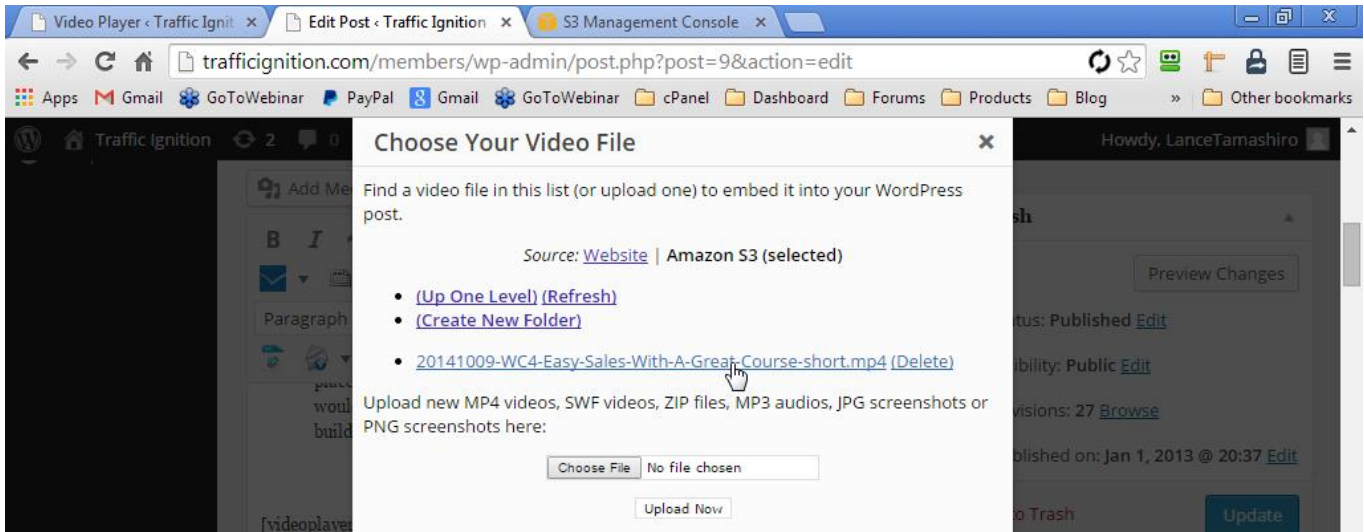 Video Player ‹ Traffic Ignit
Edit Post ‹ Traffic Ignition
S3 Management Console
trafficignition.com/members/wp-admin/post.php?post=9&action=edit
Apps Gmail GoToWebinar PayPal Gmail GoToWebinar cPanel Dashboard Forums Products Blog » Other bookmarks
Traffic Ignition 2 0
Howdy, LanceTamashiro
Choose Your Video File
Add Me
Find a video file in this list (or upload one) to embed it into your WordPress
post.
sh
B I
Source: Website | Amazon S3 (selected)
Preview Changes
(Up One Level) (Refresh)
Paragraph
tus: Published Edit
(Create New Folder)
20141009-WC4-Easy-Sales-With-A-Great-Course-short.mp4 (Delete)
ibility: Public Edit
Upload new MP4 videos, SWF videos, ZIP files, MP3 audios, JPG screenshots or
PNG screenshots here:
woul
build
visions: 27 Browse
blished on: Jan 1, 2013 @ 20:37 Edit
Choose File No file chosen
Upload Now
[videoplaye
o Trash
Update